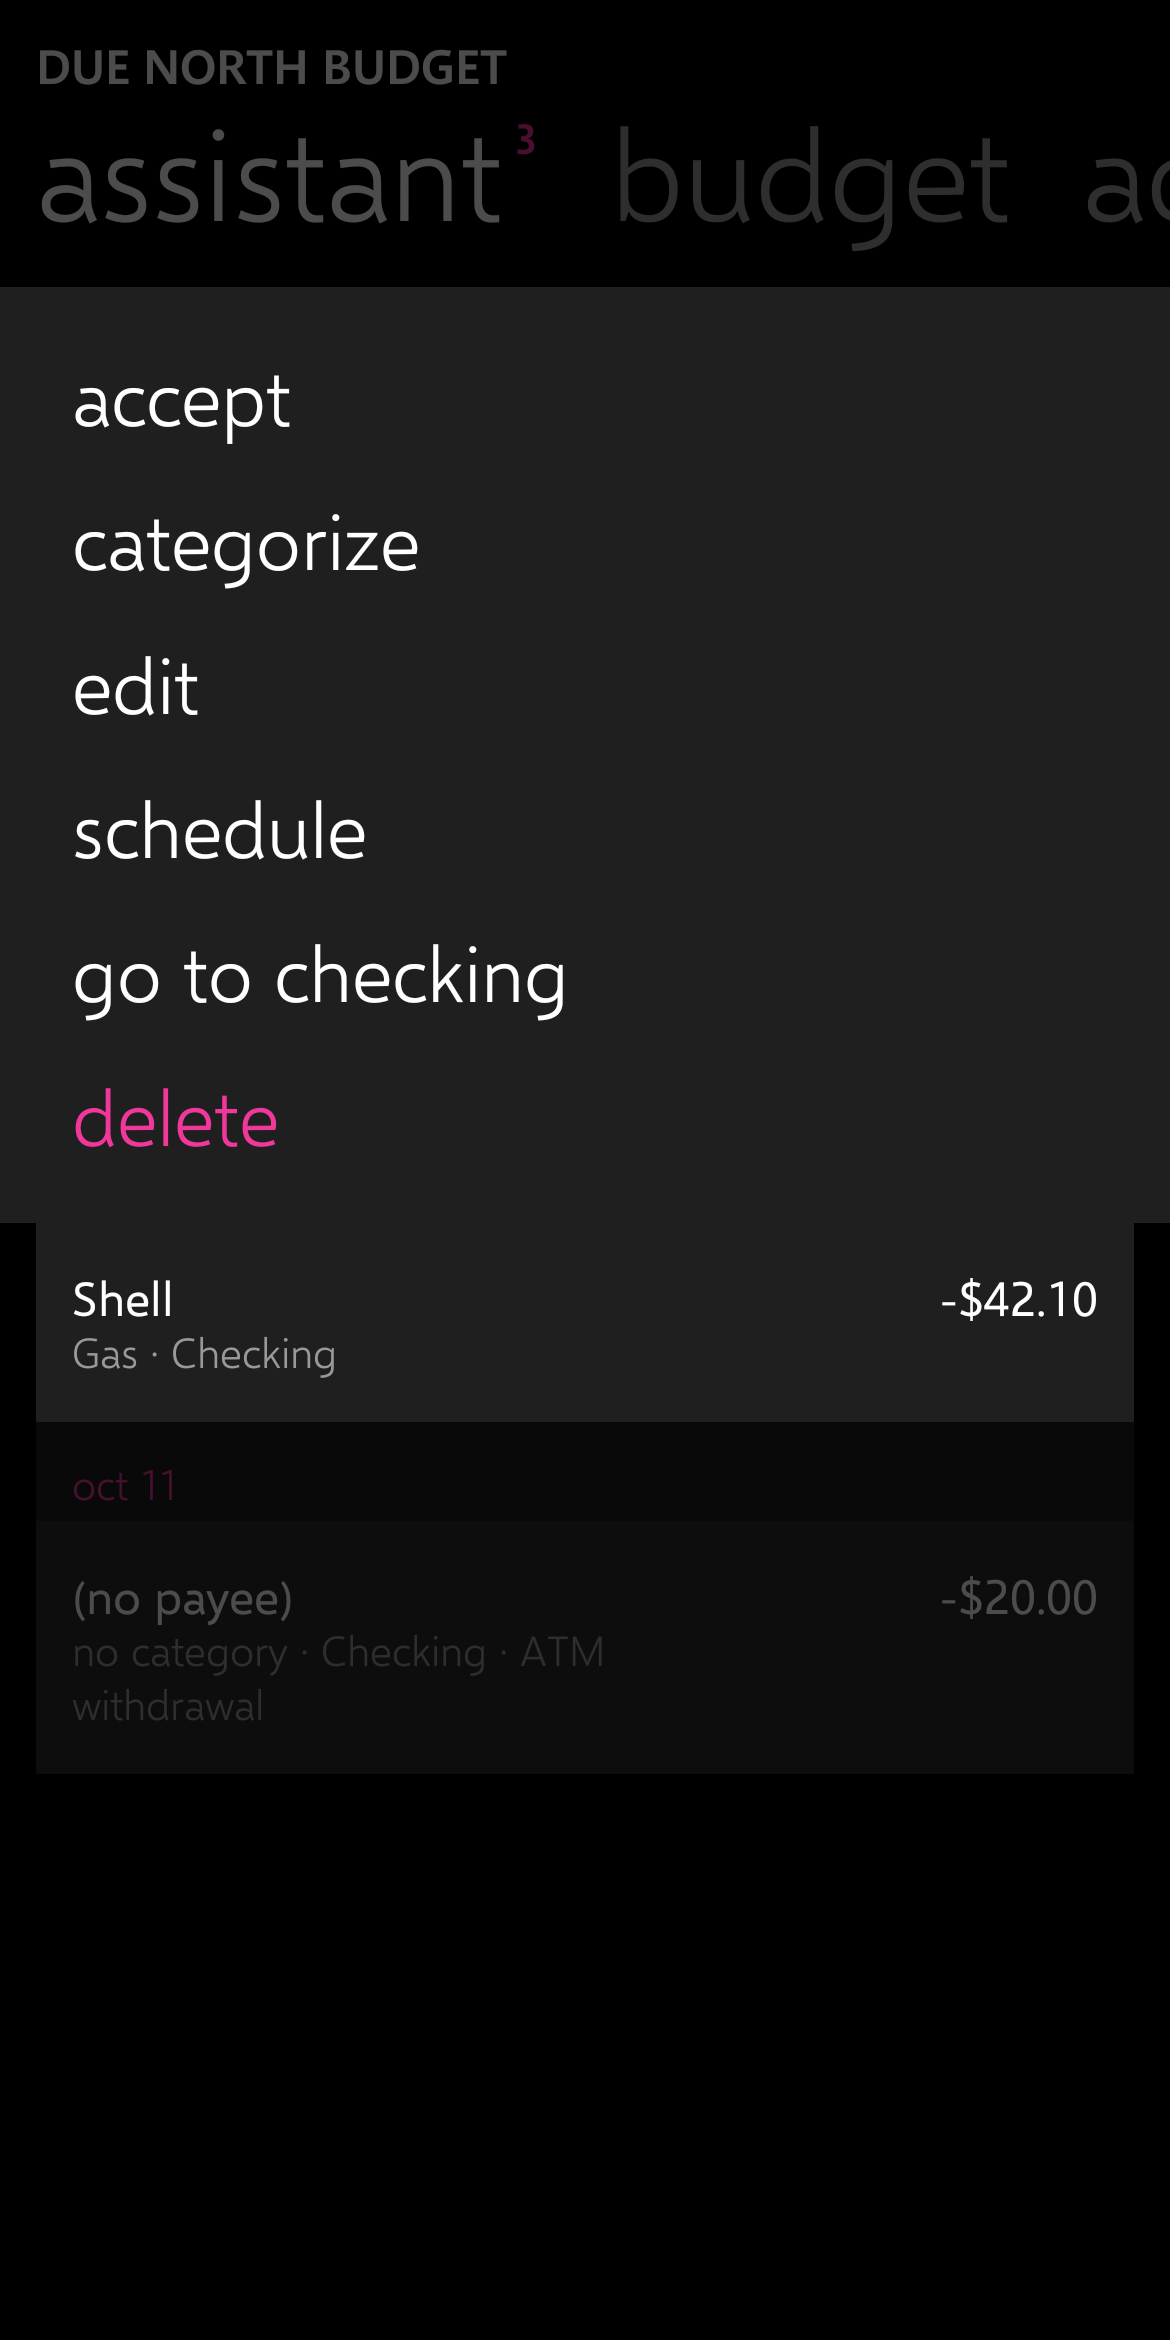 DUE NORTH BUDGET
assistant 3 budget ac
accept
categorize
edit
schedule
go to checking
delete
Shell -$42.10
Gas · Checking
oct 11
(no payee) -$20.00
no category · Checking · ATM
withdrawal